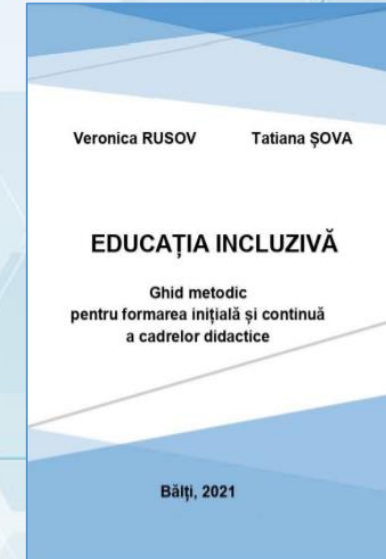 Veronica RUSOV Tatiana ȘOVA
EDUCAȚIA INCLUZIVĂ
Ghid metodic
pentru formarea inițială și continuă
a cadrelor didactice
Bălți, 2021